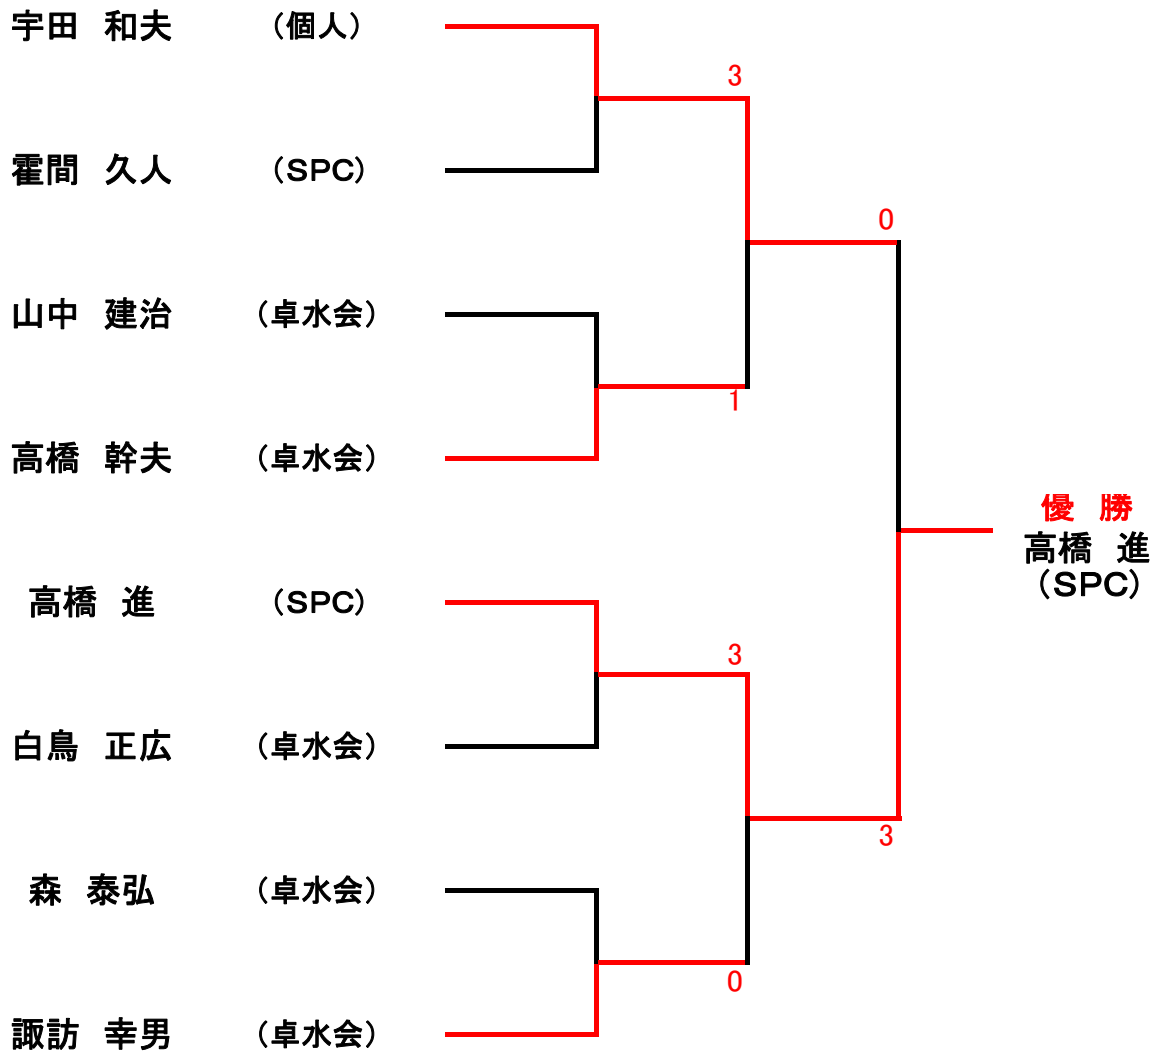 宇田　和夫　（個人）
3
霍間　久人　（SPC）
0
山中　建治　（卓水会）
1
高橋　幹夫　（卓水会）
優　勝
高橋　進
（SPC）
高橋　進　（SPC）
3
白鳥　正広　（卓水会）
3
森　泰弘　（卓水会）
0
諏訪　幸男　（卓水会）